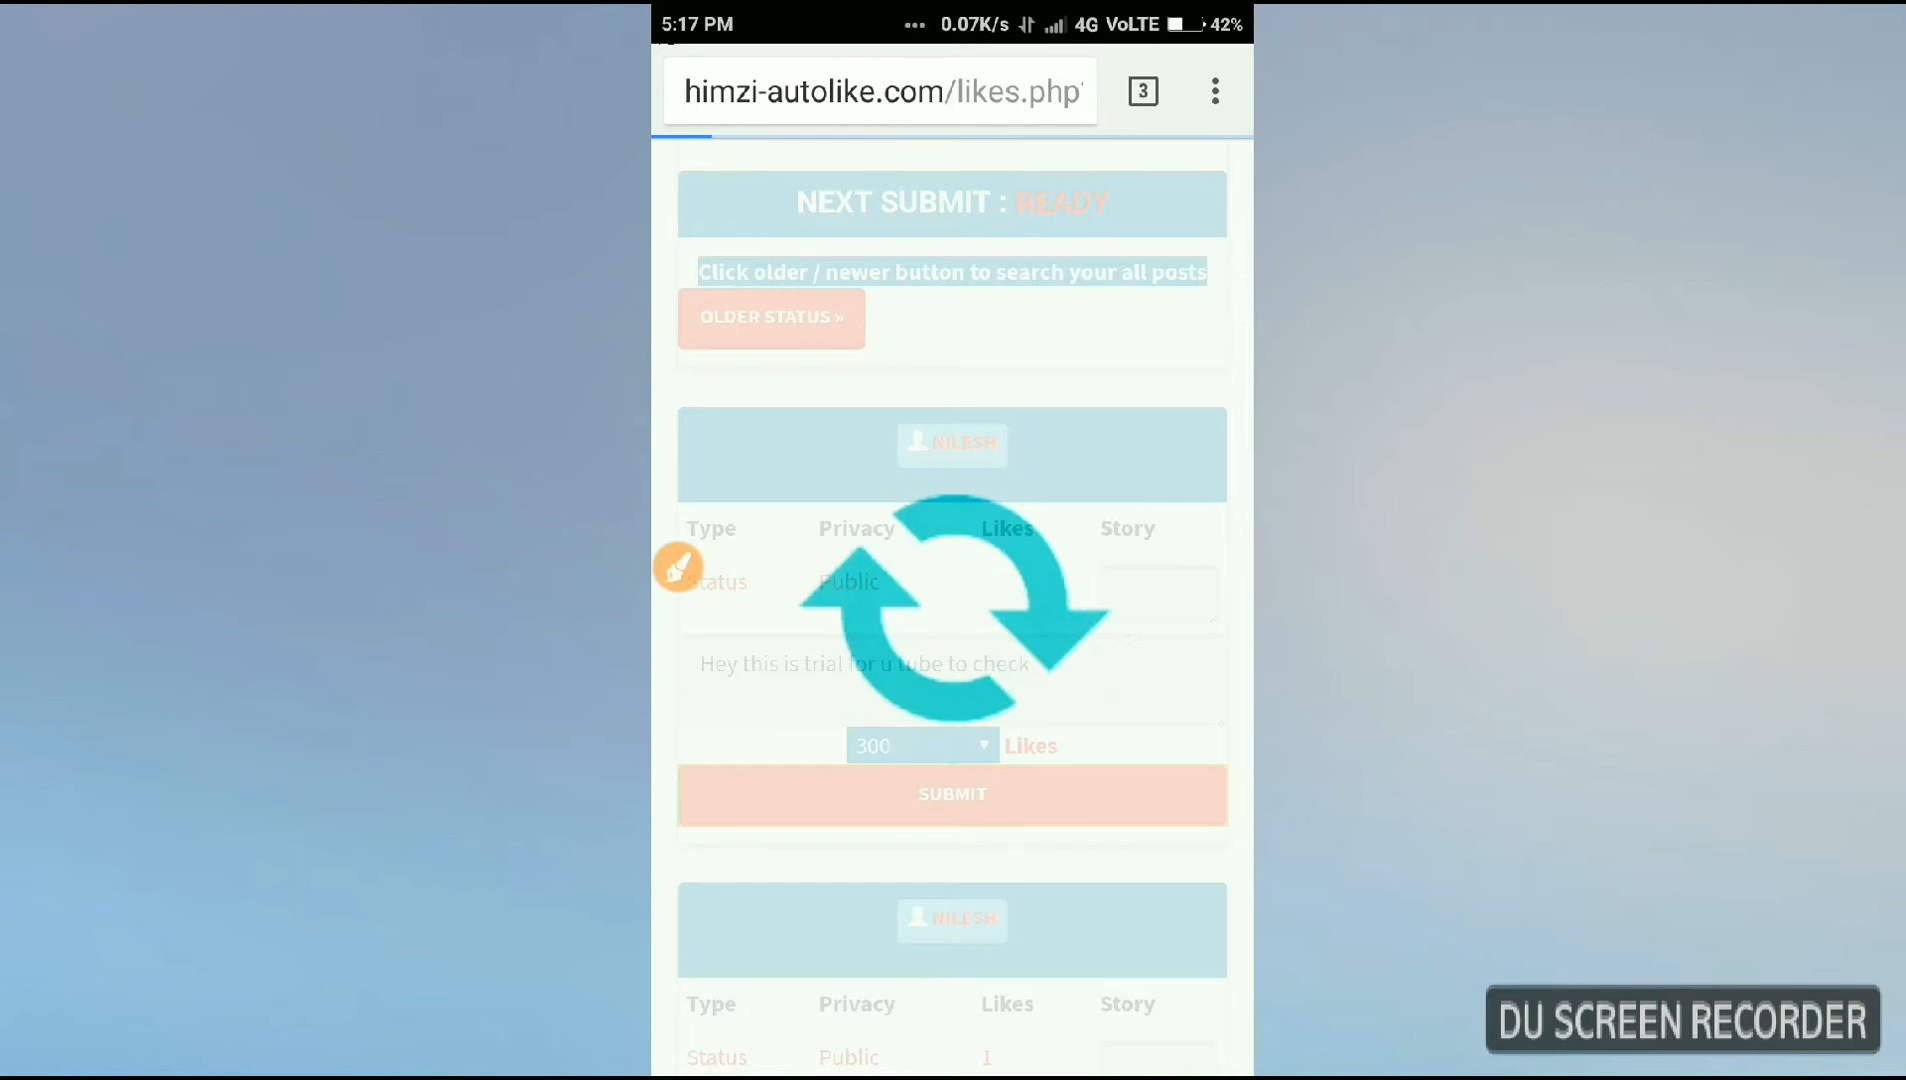 5:17 PM ... 0.07K/s 4G VoLTE 42%
himzi-autolike.com/likes.php
3
NEXT SUBMIT : READY
Click older / newer button to search your all posts
OLDER STATUS »
NILESH
Type Privacy Likes Story
Status Public
Hey this is trial for u tube to check
300 Likes
SUBMIT
NILESH
Type Privacy Likes Story
Status Public 1
DU SCREEN RECORDER